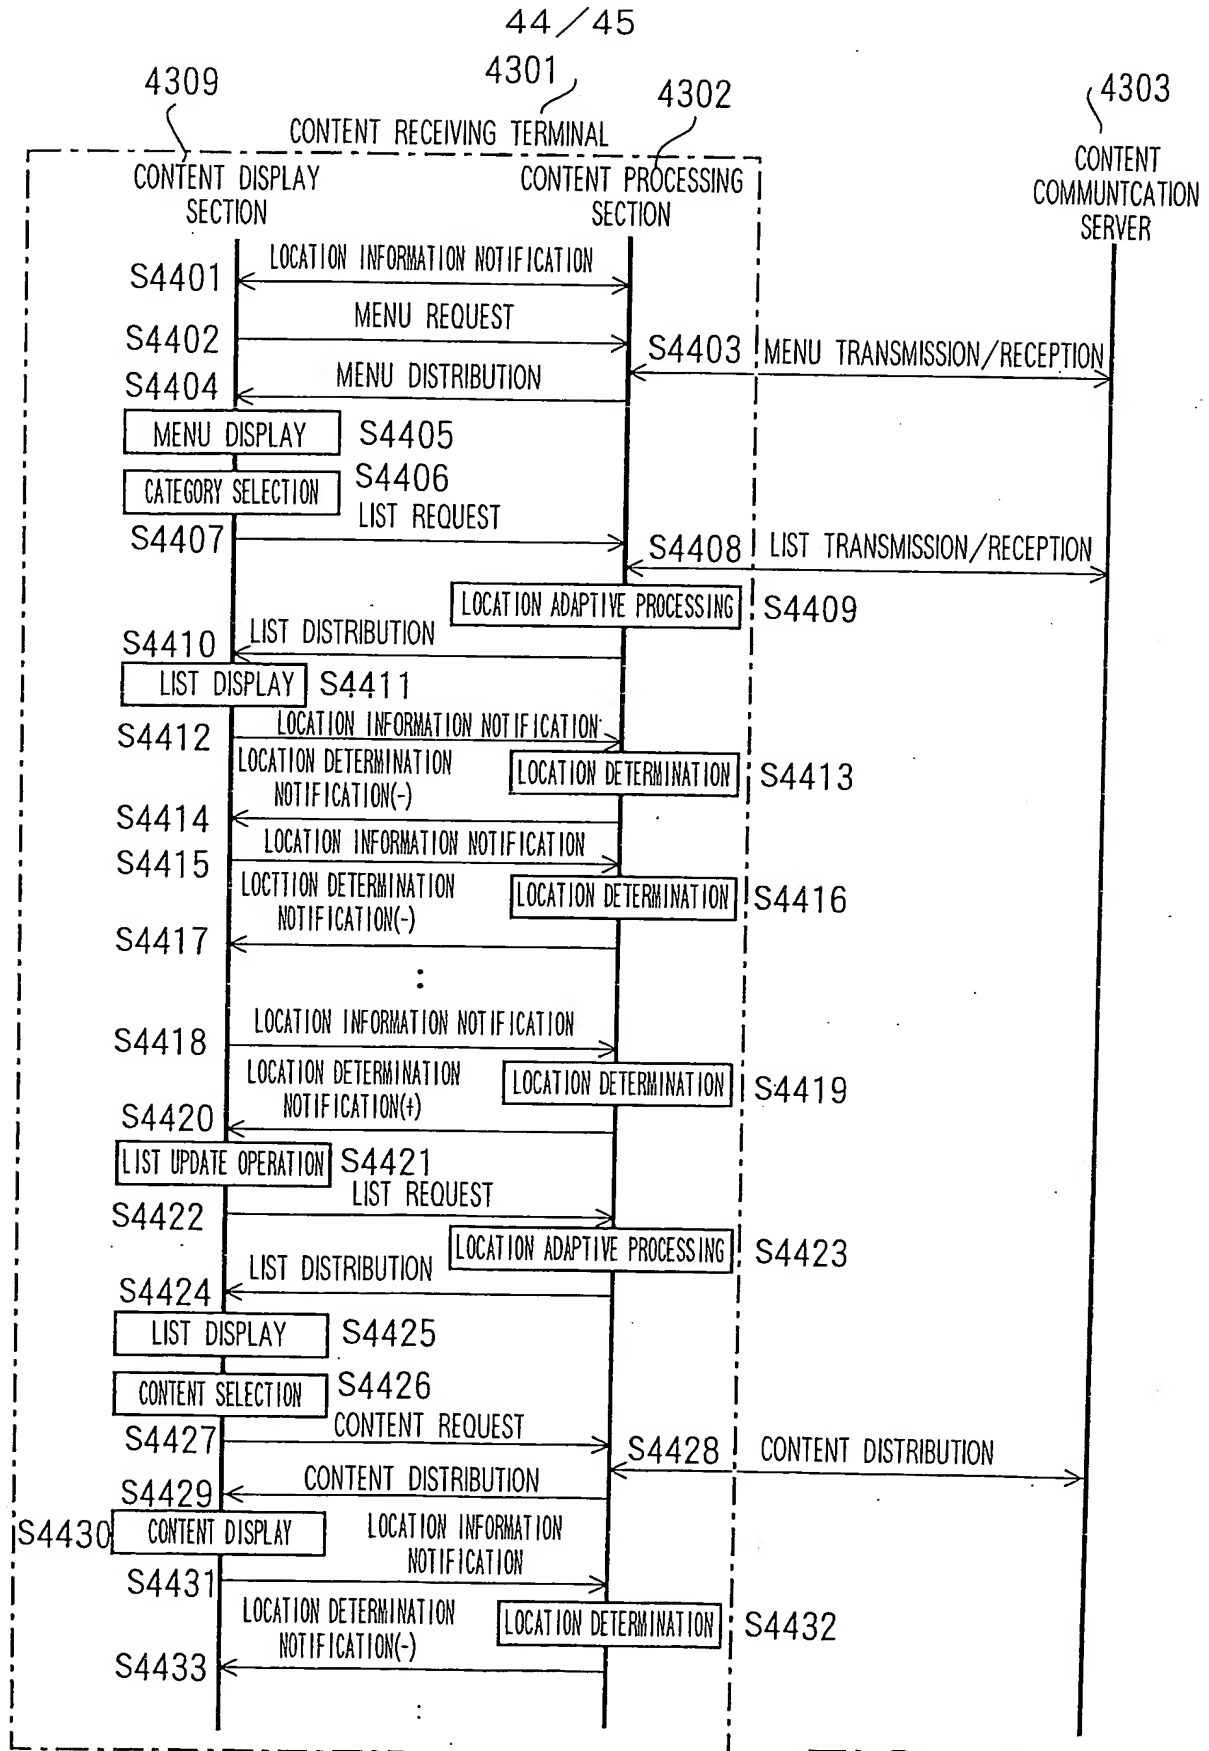 44/45
4309
4301
4302
4303
CONTENT RECEIVING TERMINAL
CONTENT DISPLAY
SECTION
CONTENT PROCESSING
SECTION
CONTENT
COMMUNTCATION
SERVER
S4401
LOCATION INFORMATION NOTIFICATION
MENU REQUEST
S4402
S4403
MENU TRANSMISSION/RECEPTION
S4404
MENU DISTRIBUTION
MENU DISPLAY
S4405
CATEGORY SELECTION
S4406
LIST REQUEST
S4407
S4408
LIST TRANSMISSION/RECEPTION
LOCATION ADAPTIVE PROCESSING
S4409
S4410
LIST DISTRIBUTION
LIST DISPLAY
S4411
S4412
LOCATION INFORMATION NOTIFICATION
LOCATION DETERMINATION
NOTIFICATION(-)
LOCATION DETERMINATION
S4413
S4414
LOCATION INFORMATION NOTIFICATION
S4415
LOCTTION DETERMINATION
NOTIFICATION(-)
LOCATION DETERMINATION
S4416
S4417
:
LOCATION INFORMATION NOTIFICATION
S4418
LOCATION DETERMINATION
NOTIFICATION(+)
LOCATION DETERMINATION
S4419
S4420
LIST UPDATE OPERATION
S4421
LIST REQUEST
S4422
LOCATION ADAPTIVE PROCESSING
S4423
LIST DISTRIBUTION
S4424
LIST DISPLAY
S4425
CONTENT SELECTION
S4426
CONTENT REQUEST
S4427
S4428
CONTENT DISTRIBUTION
S4429
CONTENT DISTRIBUTION
S4430
CONTENT DISPLAY
LOCATION INFORMATION
NOTIFICATION
S4431
LOCATION DETERMINATION
NOTIFICATION(-)
LOCATION DETERMINATION
S4432
S4433
: